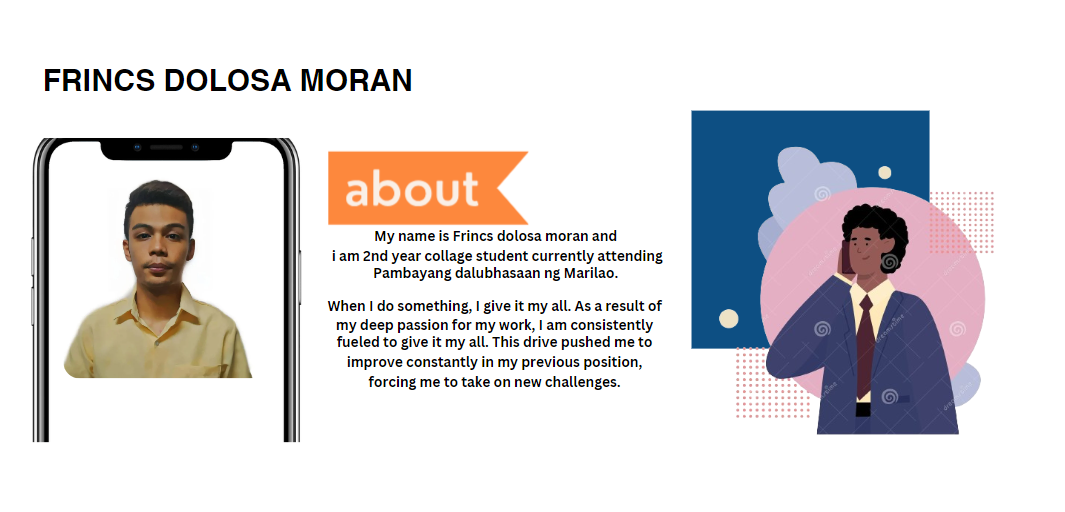 FRINCS DOLOSA MORAN
about
My name is Frincs dolosa moran and
i am 2nd year collage student currently attending
Pambayang dalubhasaan ng Marilao.
When I do something, I give it my all. As a result of
my deep passion for my work, I am consistently
fueled to give it my all. This drive pushed me to
improve constantly in my previous position,
forcing me to take on new challenges.